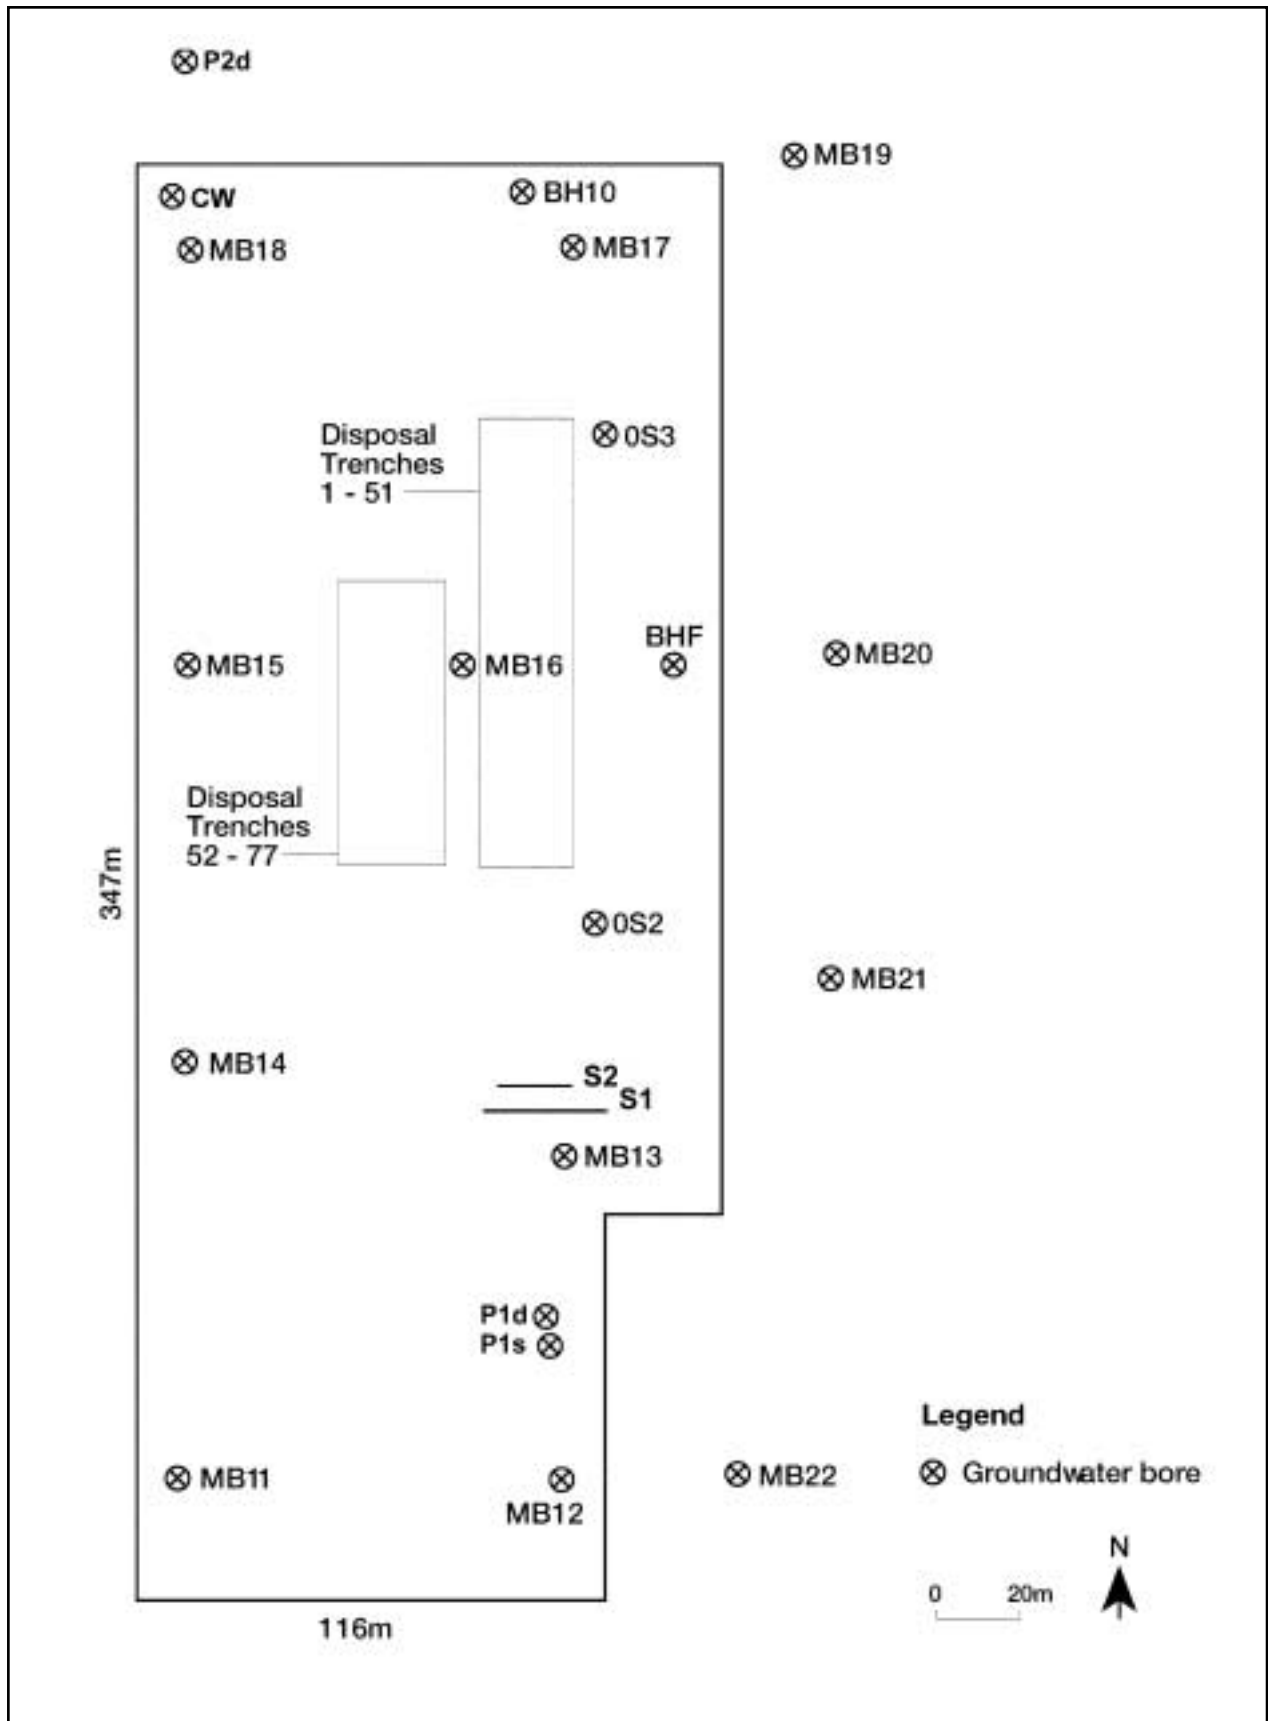 P2d
MB19
CW
BH10
MB18
MB17
Disposal
Trenches
1 - 51
0S3
BHF
MB15
MB16
MB20
Disposal
Trenches
52 - 77
347m
0S2
MB21
MB14
S2
S1
MB13
P1d
P1s
Legend
MB11
MB12
MB22
Groundwater bore
N
0 20m
116m